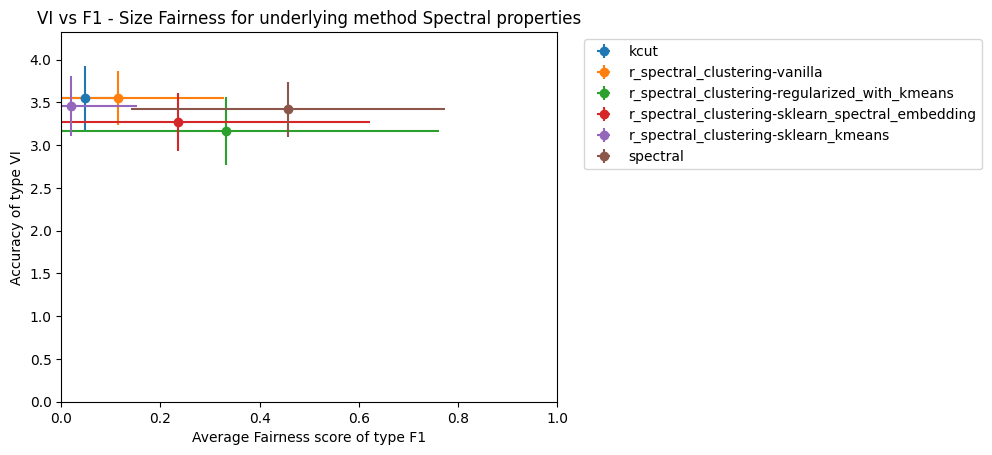 VI vs F1 - Size Fairness for underlying method Spectral properties
Accuracy of type VI
4.0
3.5
3.0
2.5
2.0
1.5
1.0
0.5
0.0
0.0 0.2 0.4 0.6 0.8 1.0
Average Fairness score of type F1
kcut
r_spectral_clustering-vanilla
r_spectral_clustering-regularized_with_kmeans
r_spectral_clustering-sklearn_spectral_embedding
r_spectral_clustering-sklearn_kmeans
spectral